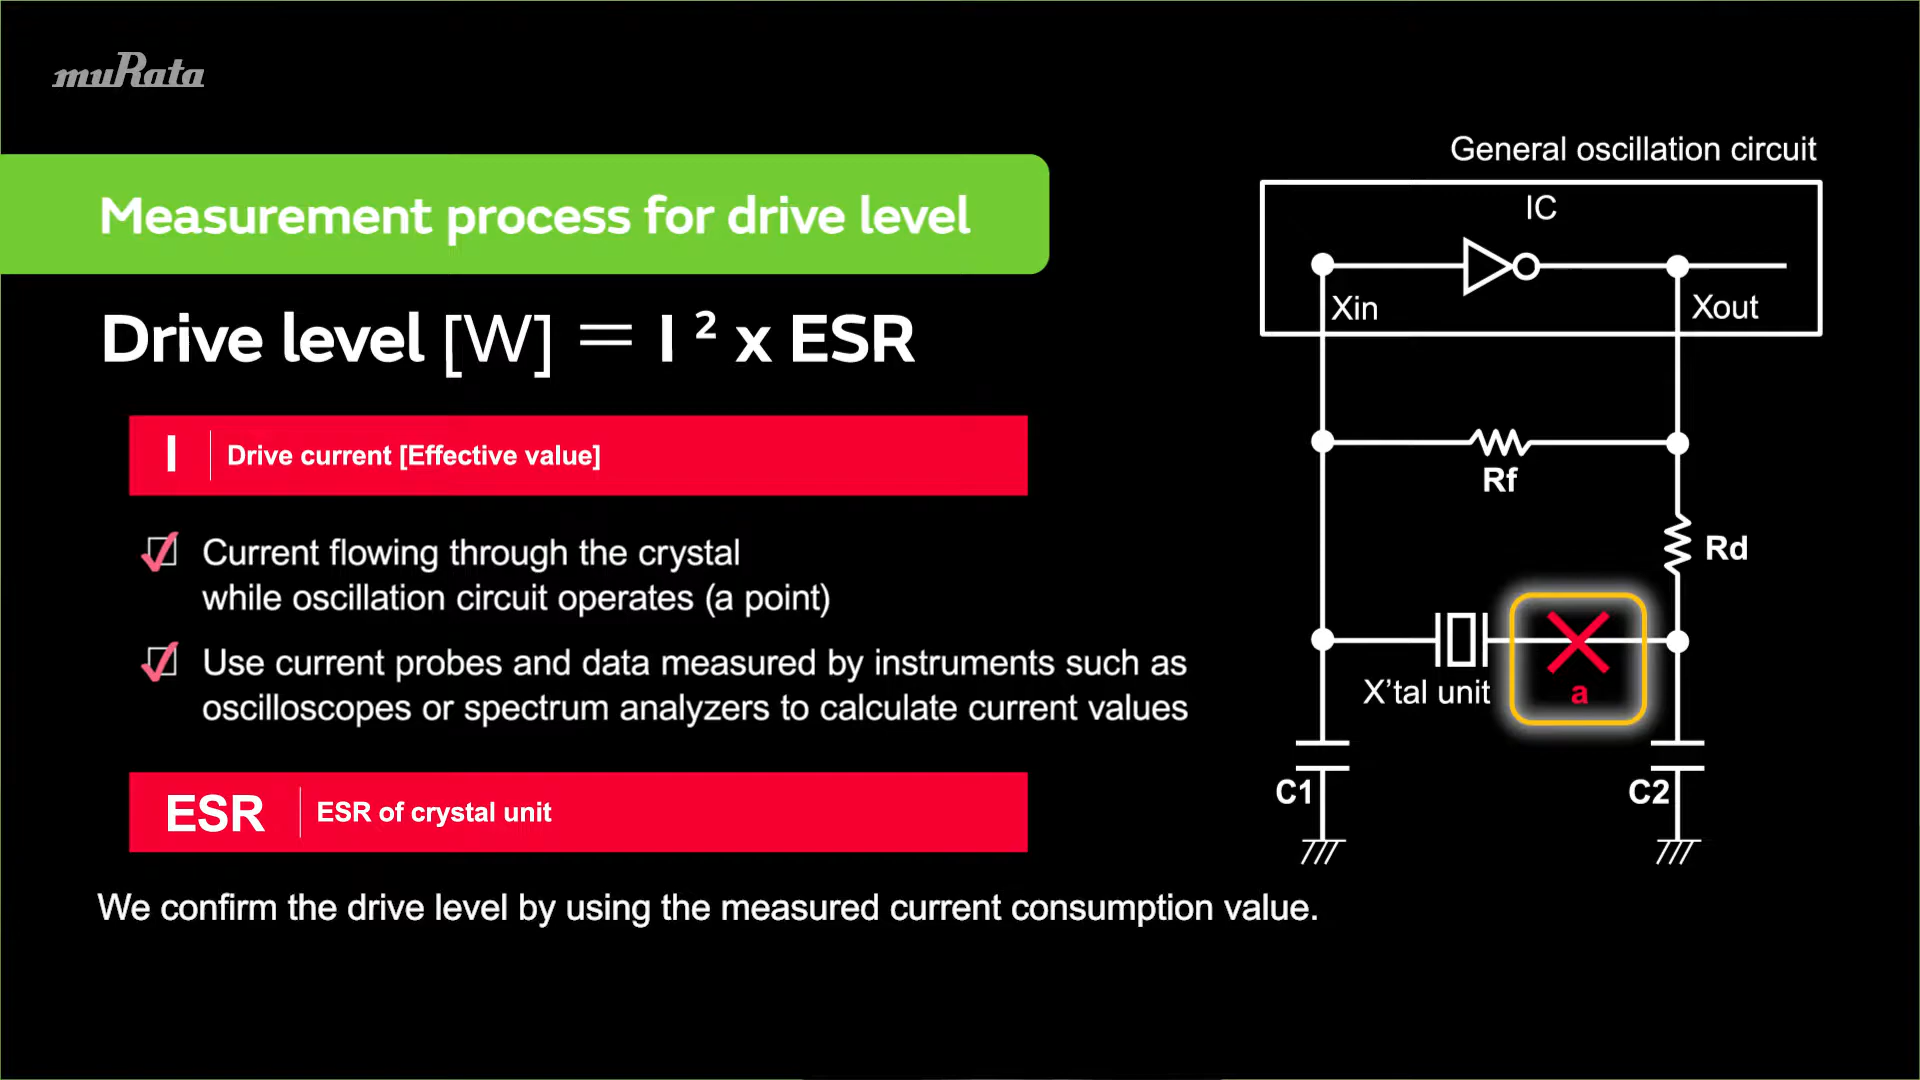 muRata
Measurement process for drive level
Drive level [W] = I ² x ESR
I
Drive current [Effective value]
Current flowing through the crystal
while oscillation circuit operates (a point)
Use current probes and data measured by instruments such as
oscilloscopes or spectrum analyzers to calculate current values
ESR
ESR of crystal unit
We confirm the drive level by using the measured current consumption value.
General oscillation circuit
IC
Xin
Xout
Rf
Rd
X’tal unit
a
C1
C2